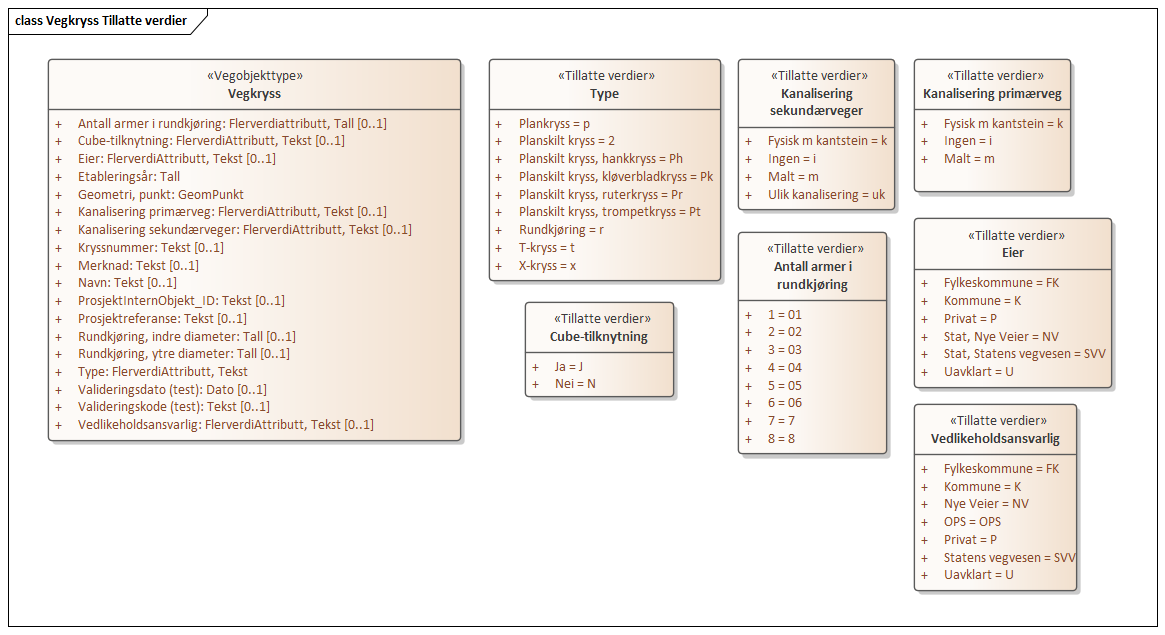 class Vegkryss Tillatte verdier
«Vegobjekttype»
Vegkryss
+ Antall armer i rundkjøring: Flerverdiattributt, Tall [0..1]
+ Cube-tilknytning: FlerverdiAttributt, Tekst [0..1]
+ Eier: FlerverdiAttributt, Tekst [0..1]
+ Etableringsår: Tall
+ Geometri, punkt: GeomPunkt
+ Kanalisering primærveg: FlerverdiAttributt, Tekst [0..1]
+ Kanalisering sekundærveger: FlerverdiAttributt, Tekst [0..1]
+ Kryssnummer: Tekst [0..1]
+ Merknad: Tekst [0..1]
+ Navn: Tekst [0..1]
+ ProsjektInternObjekt_ID: Tekst [0..1]
+ Prosjektreferanse: Tekst [0..1]
+ Rundkjøring, indre diameter: Tall [0..1]
+ Rundkjøring, ytre diameter: Tall [0..1]
+ Type: FlerverdiAttributt, Tekst
+ Valideringsdato (test): Dato [0..1]
+ Valideringskode (test): Tekst [0..1]
+ Vedlikeholdsansvarlig: FlerverdiAttributt, Tekst [0..1]
«Tillatte verdier»
Type
+ Plankryss = p
+ Planskilt kryss = 2
+ Planskilt kryss, hankkryss = Ph
+ Planskilt kryss, kløverbladkryss = Pk
+ Planskilt kryss, ruterkryss = Pr
+ Planskilt kryss, trompetkryss = Pt
+ Rundkjøring = r
+ T-kryss = t
+ X-kryss = x
«Tillatte verdier»
Cube-tilknytning
+ Ja = J
+ Nei = N
«Tillatte verdier»
Kanalisering
sekundærveger
+ Fysisk m kantstein = k
+ Ingen = i
+ Malt = m
+ Ulik kanalisering = uk
«Tillatte verdier»
Antall armer i
rundkjøring
+ 1 = 01
+ 2 = 02
+ 3 = 03
+ 4 = 04
+ 5 = 05
+ 6 = 06
+ 7 = 7
+ 8 = 8
«Tillatte verdier»
Kanalisering primærveg
+ Fysisk m kantstein = k
+ Ingen = i
+ Malt = m
«Tillatte verdier»
Eier
+ Fylkeskommune = FK
+ Kommune = K
+ Privat = P
+ Stat, Nye Veier = NV
+ Stat, Statens vegvesen = SVV
+ Uavklart = U
«Tillatte verdier»
Vedlikeholdsansvarlig
+ Fylkeskommune = FK
+ Kommune = K
+ Nye Veier = NV
+ OPS = OPS
+ Privat = P
+ Statens vegvesen = SVV
+ Uavklart = U